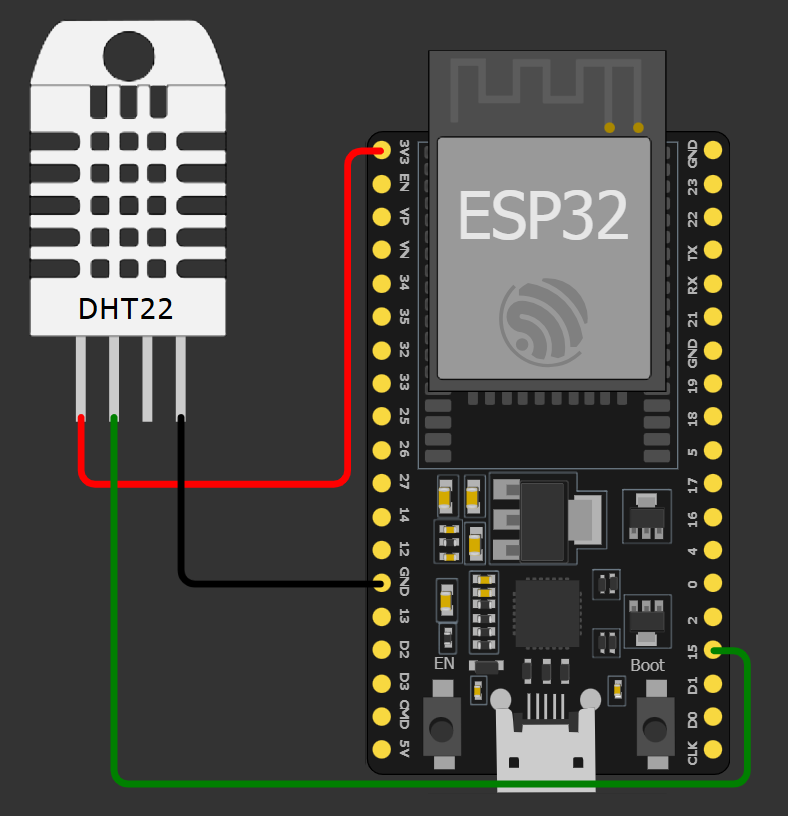 DHT22
ESP32
3V3
EN
VP
VN
34
35
32
33
25
26
27
14
12
GND
13
D2
D3
CMD
5V
GND
23
22
TX
RX
21
GND
19
18
5
17
16
4
0
2
15
D1
D0
CLK
EN
Boot